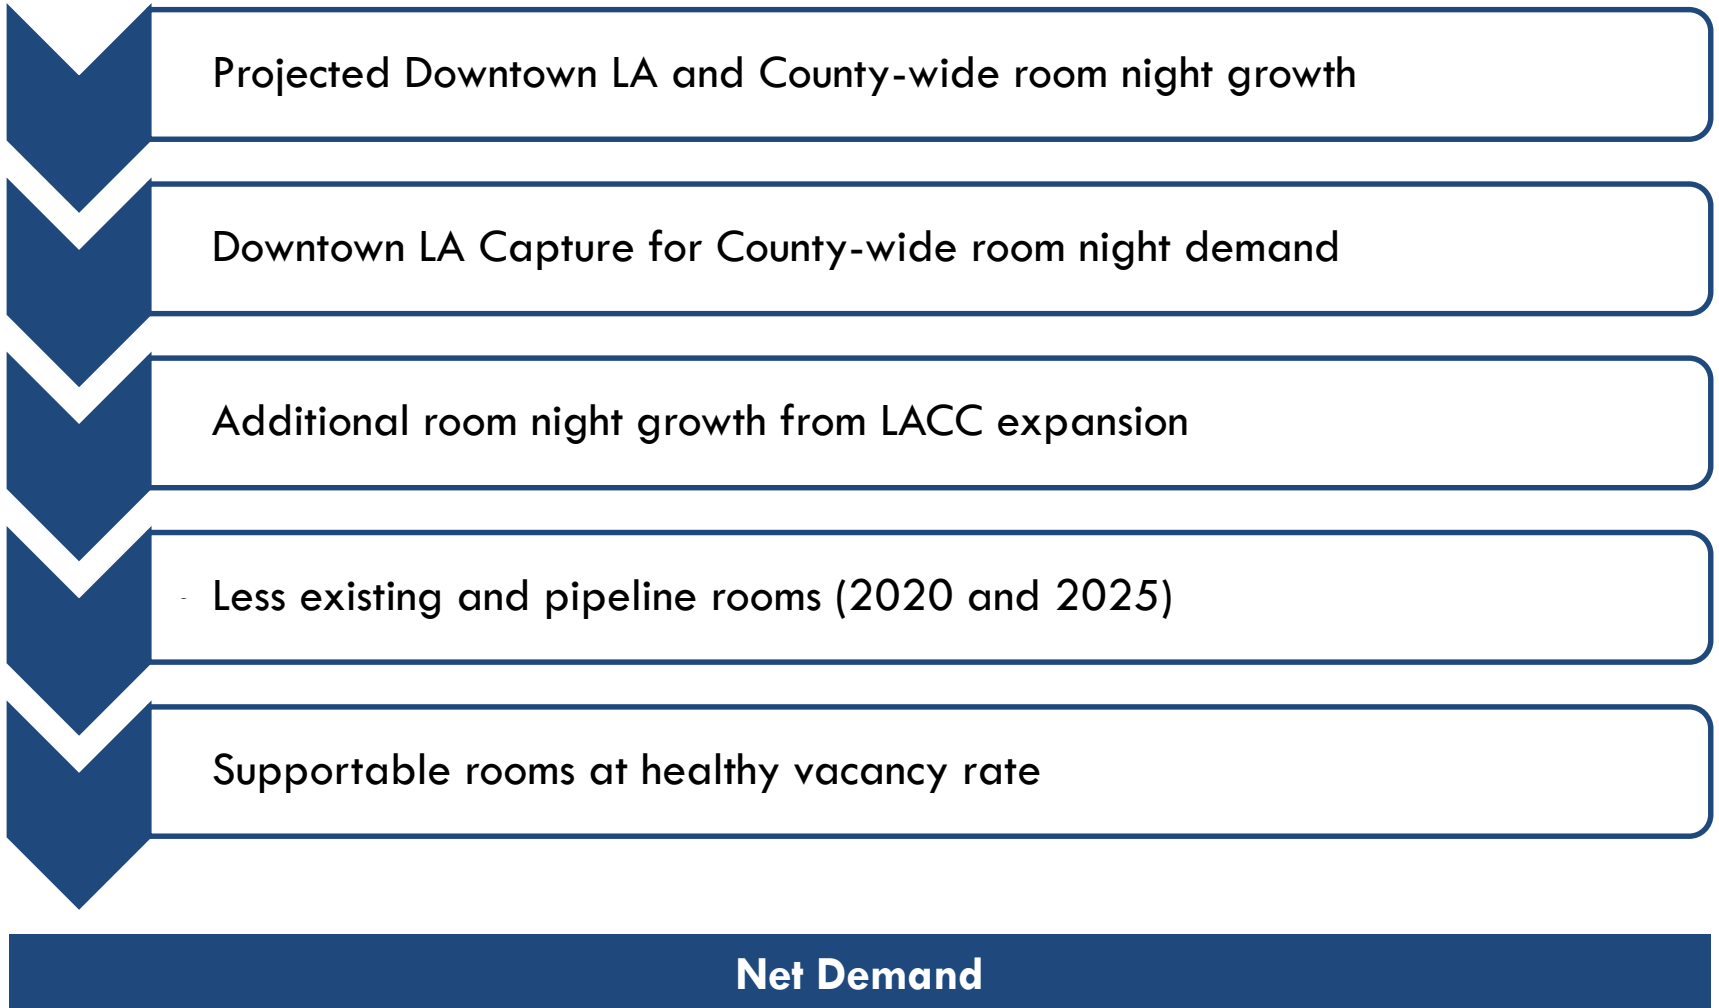 Projected Downtown LA and County-wide room night growth
Downtown LA Capture for County-wide room night demand
Additional room night growth from LACC expansion
- Less existing and pipeline rooms (2020 and 2025)
Supportable rooms at healthy vacancy rate
Net Demand